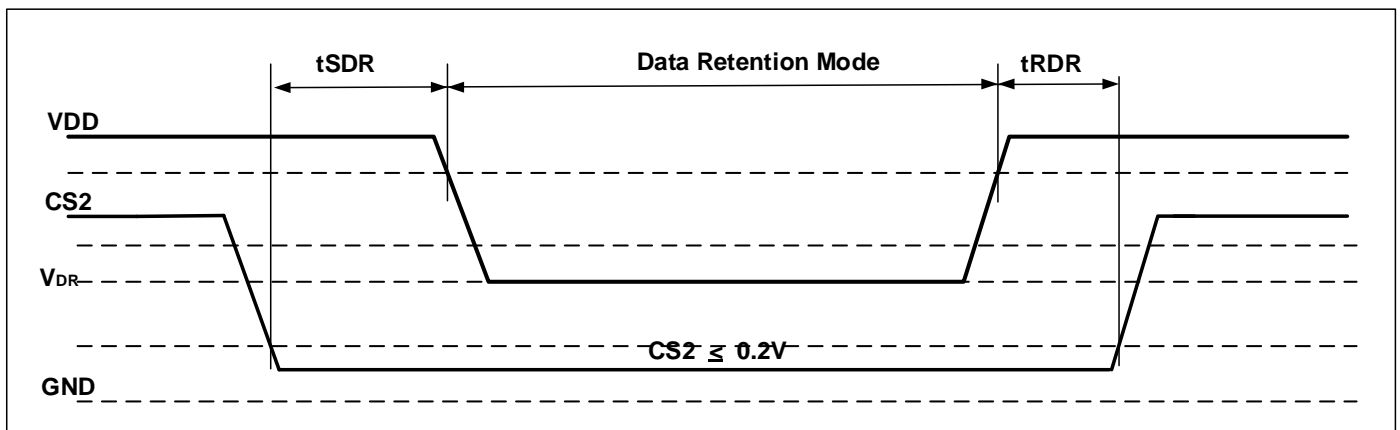 tSDR Data Retention Mode tRDR
VDD
CS2
VDR
CS2 ≤ 0.2V
GND